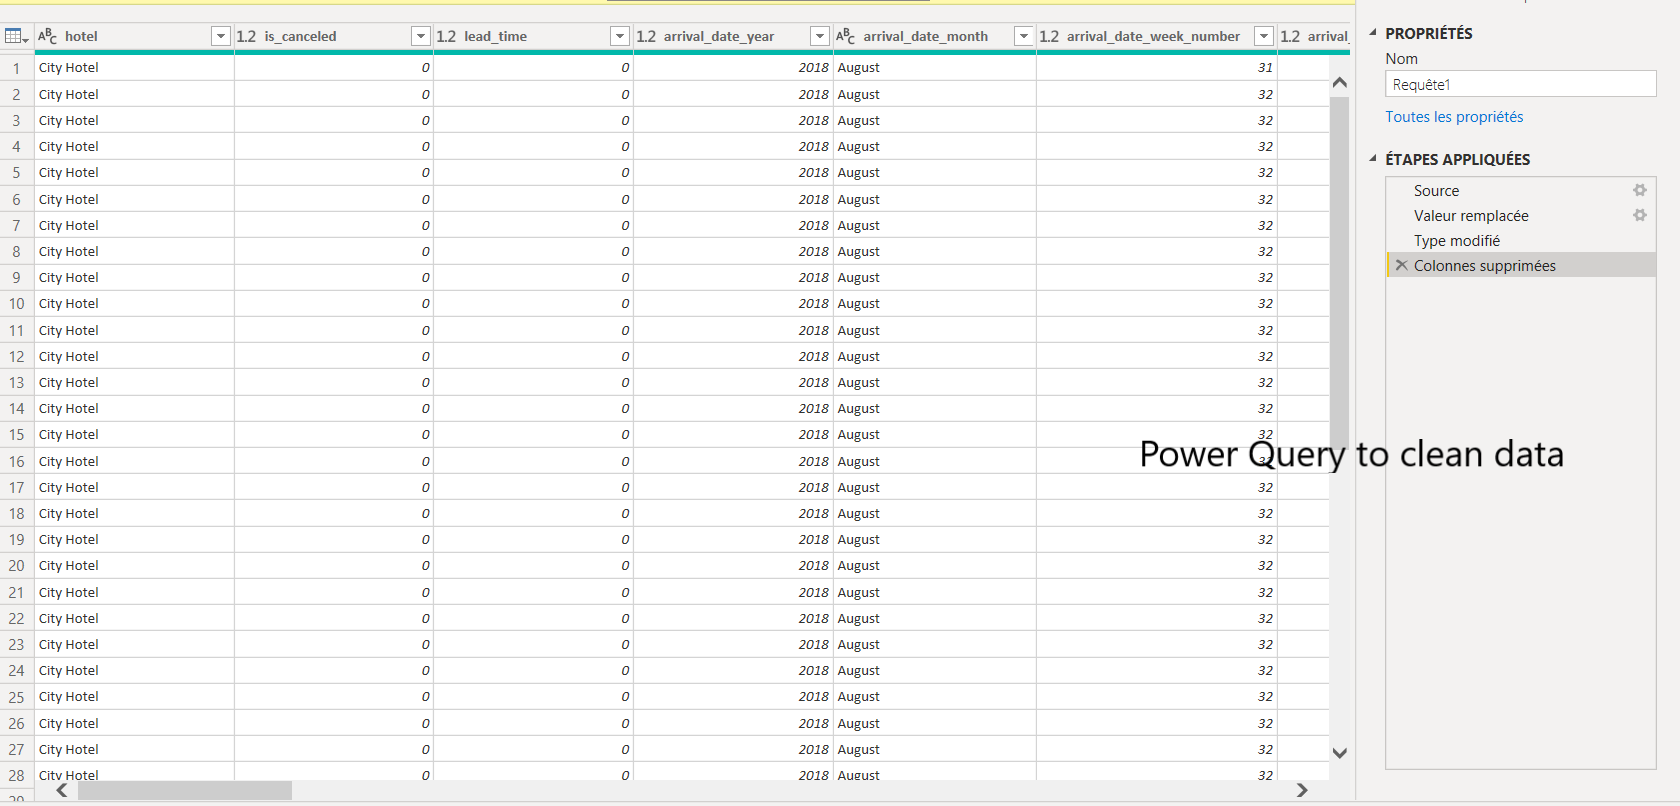 hotel 1.2 is_canceled 1.2 lead_time 1.2 arrival_date_year ABC arrival_date_month 1.2 arrival_date_week_number 1.2 arrival_
1 City Hotel 0 0 2018 August 31
2 City Hotel 0 0 2018 August 32
3 City Hotel 0 0 2018 August 32
4 City Hotel 0 0 2018 August 32
5 City Hotel 0 0 2018 August 32
6 City Hotel 0 0 2018 August 32
7 City Hotel 0 0 2018 August 32
8 City Hotel 0 0 2018 August 32
9 City Hotel 0 0 2018 August 32
10 City Hotel 0 0 2018 August 32
11 City Hotel 0 0 2018 August 32
12 City Hotel 0 0 2018 August 32
13 City Hotel 0 0 2018 August 32
14 City Hotel 0 0 2018 August 32
15 City Hotel 0 0 2018 August 32
16 City Hotel 0 0 2018 August
17 City Hotel 0 0 2018 August 32
18 City Hotel 0 0 2018 August 32
19 City Hotel 0 0 2018 August 32
20 City Hotel 0 0 2018 August 32
21 City Hotel 0 0 2018 August 32
22 City Hotel 0 0 2018 August 32
23 City Hotel 0 0 2018 August 32
24 City Hotel 0 0 2018 August 32
25 City Hotel 0 0 2018 August 32
26 City Hotel 0 0 2018 August 32
27 City Hotel 0 0 2018 August 32
28 City Hotel 0 0 2018 August 32
PROPRIÉTÉS
Nom
Requête1
Toutes les propriétés
ÉTAPES APPLIQUÉES
Source
Valeur remplacée
Type modifié
Colonnes supprimées
Power Query to clean data